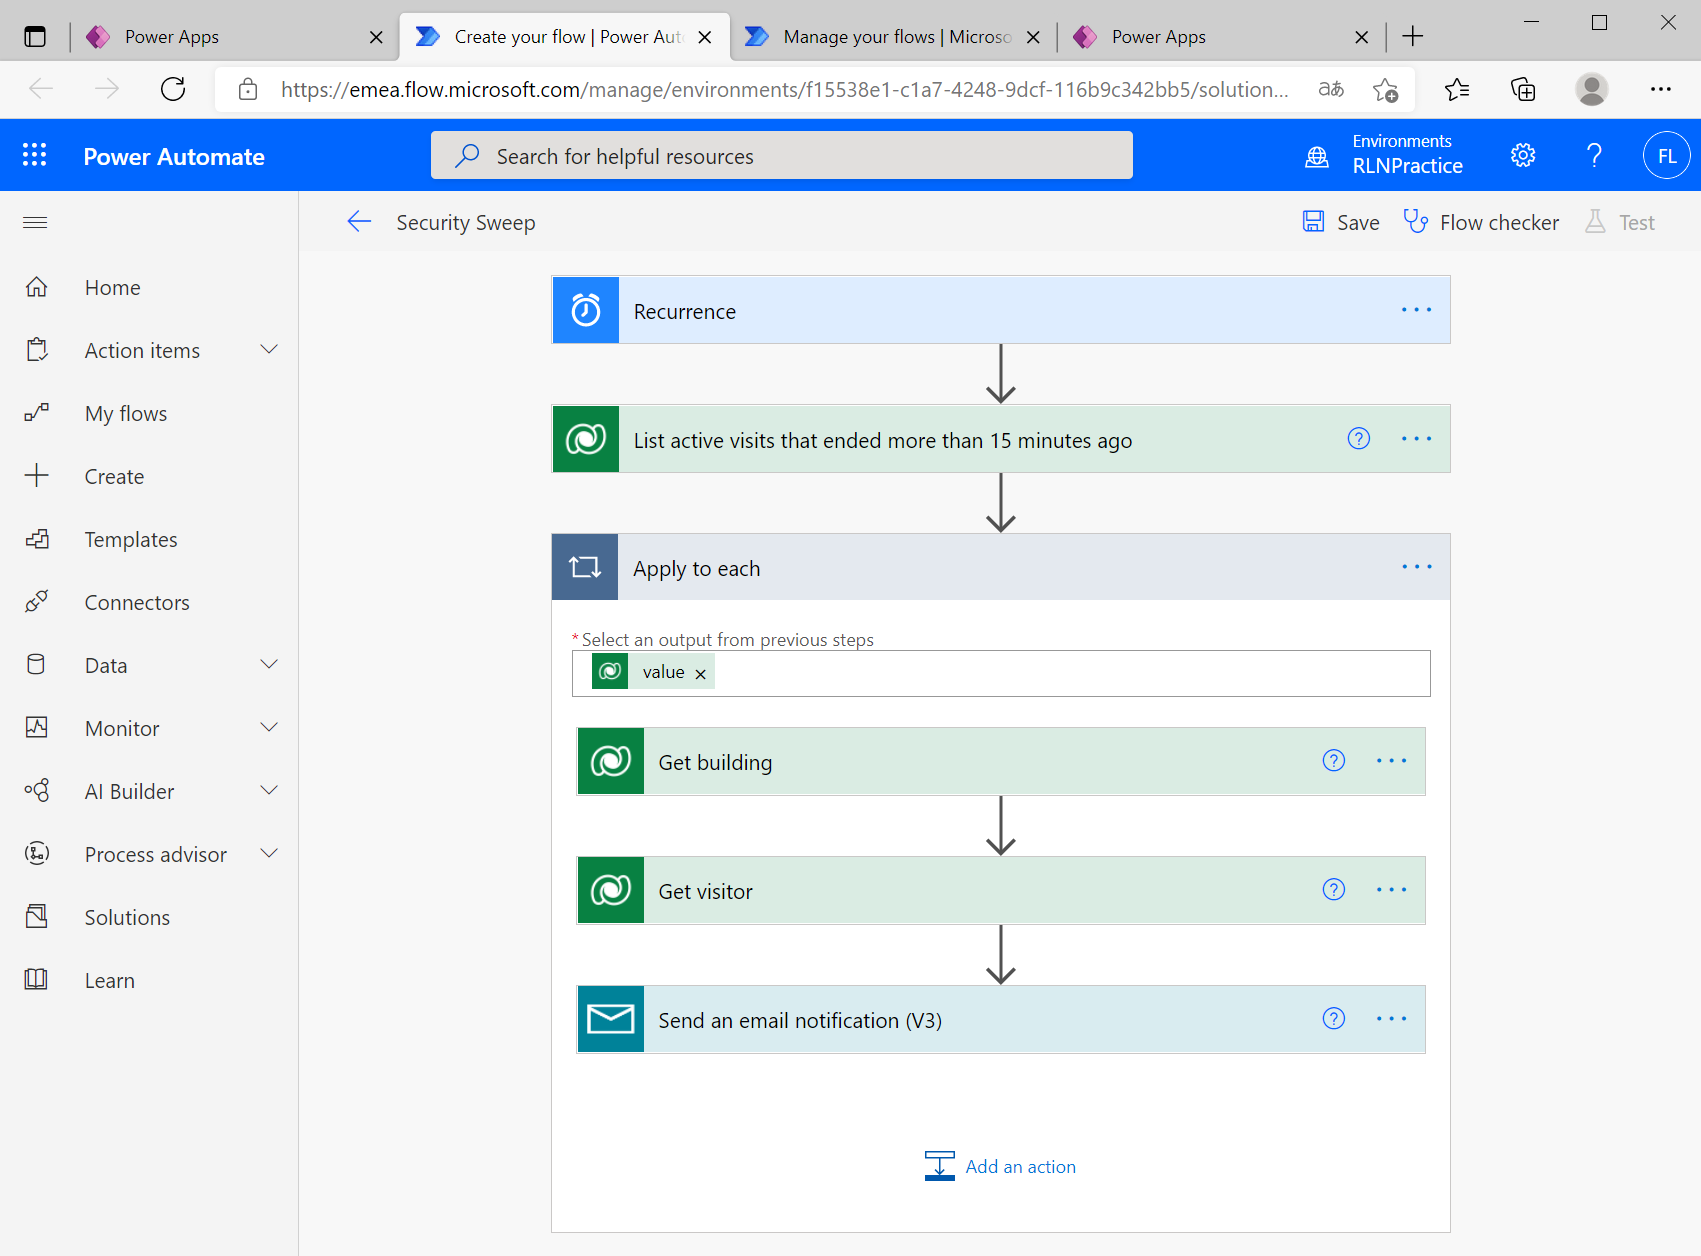 Power Apps
Create your flow | Power Aut
Manage your flows | Microso
Power Apps
https://emea.flow.microsoft.com/manage/environments/f15538e1-c1a7-4248-9dcf-116b9c342bb5/solution...
aあ
Power Automate
Search for helpful resources
Environments
RLNPractice
?
FL
Security Sweep
Save
Flow checker
Test
Home
Action items
My flows
Create
Templates
Connectors
Data
Monitor
AI Builder
Process advisor
Solutions
Learn
Recurrence
List active visits that ended more than 15 minutes ago
?
Apply to each
* Select an output from previous steps
value
Get building
?
Get visitor
?
Send an email notification (V3)
?
Add an action